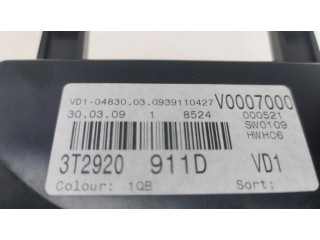 VD1-04830.03.0939110427 V0007000
30.03.09 1 8524 000521
SW0109
HWH06
3T2920 911D VD1
Colour: 1QB Sort: